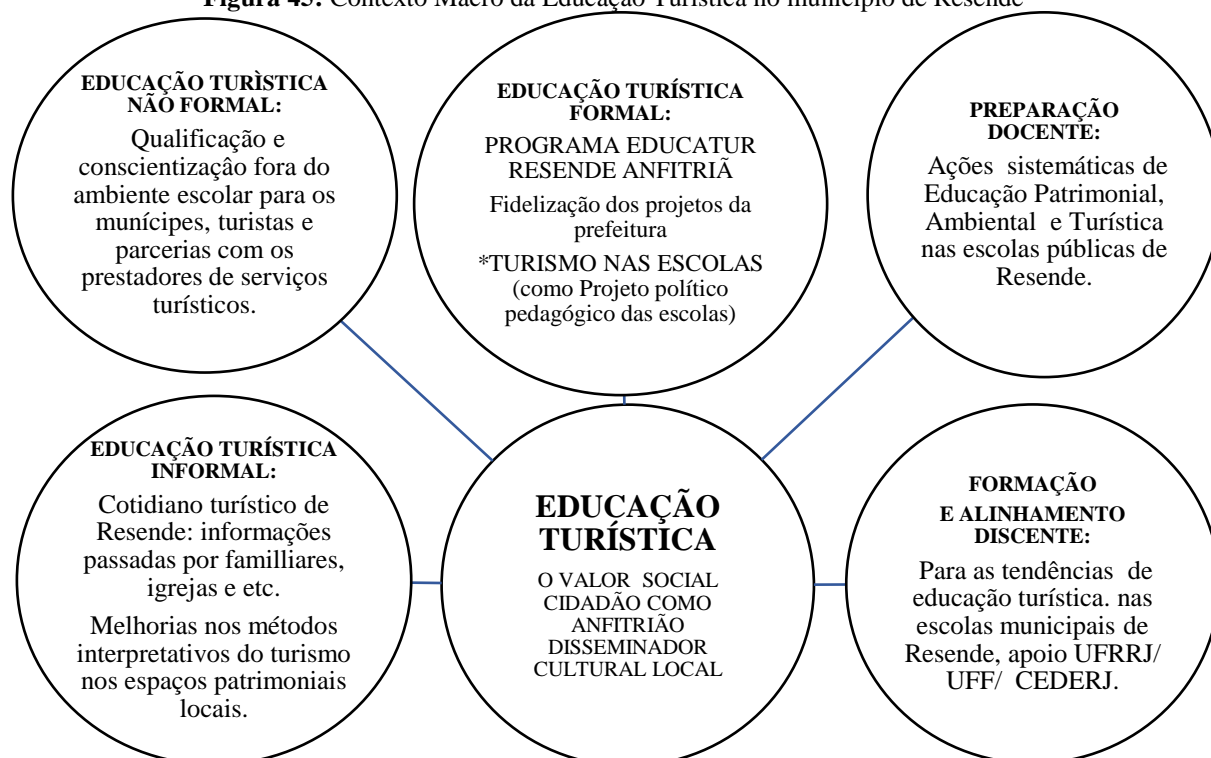 Figura 45: Contexto Macro da Educação Turística no município de Resende
EDUCAÇÃO TURÌSTICA
NÃO FORMAL:
Qualificação e
conscientizaçâo fora do
ambiente escolar para os
munícipes, turistas e
parcerias com os
prestadores de serviços
turísticos.
EDUCAÇÃO TURÍSTICA
FORMAL:
PROGRAMA EDUCATUR
RESENDE ANFITRIÃ
Fidelização dos projetos da
prefeitura
*TURISMO NAS ESCOLAS
(como Projeto político
pedagógico das escolas)
PREPARAÇÃO
DOCENTE:
Ações sistemáticas de
Educação Patrimonial,
Ambiental e Turística
nas escolas públicas de
Resende.
EDUCAÇÃO TURÍSTICA
INFORMAL:
Cotidiano turístico de
Resende: informações
passadas por familliares,
igrejas e etc.
Melhorias nos métodos
interpretativos do turismo
nos espaços patrimoniais
locais.
EDUCAÇÃO
TURÍSTICA
O VALOR SOCIAL
CIDADÃO COMO
ANFITRIÃO
DISSEMINADOR
CULTURAL LOCAL
FORMAÇÃO
E ALINHAMENTO
DISCENTE:
Para as tendências de
educação turística. nas
escolas municipais de
Resende, apoio UFRRJ/
UFF/ CEDERJ.